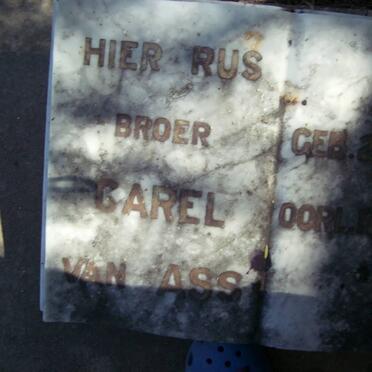 HIER RUS
BROER
CAREL
VAN ASS
GEB.
OORL.